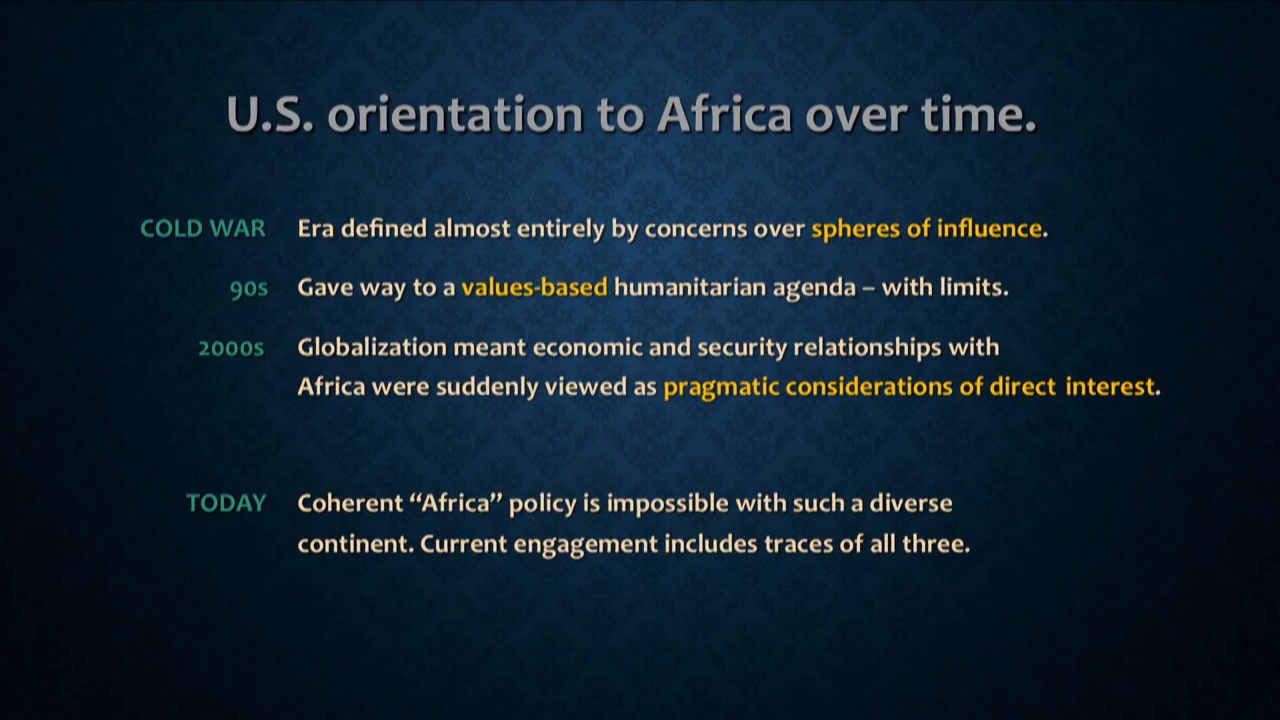 U.S. orientation to Africa over time.
COLD WAR Era defined almost entirely by concerns over spheres of influence.
90s Gave way to a values-based humanitarian agenda – with limits.
2000s Globalization meant economic and security relationships with
Africa were suddenly viewed as pragmatic considerations of direct interest.
TODAY Coherent “Africa” policy is impossible with such a diverse
continent. Current engagement includes traces of all three.